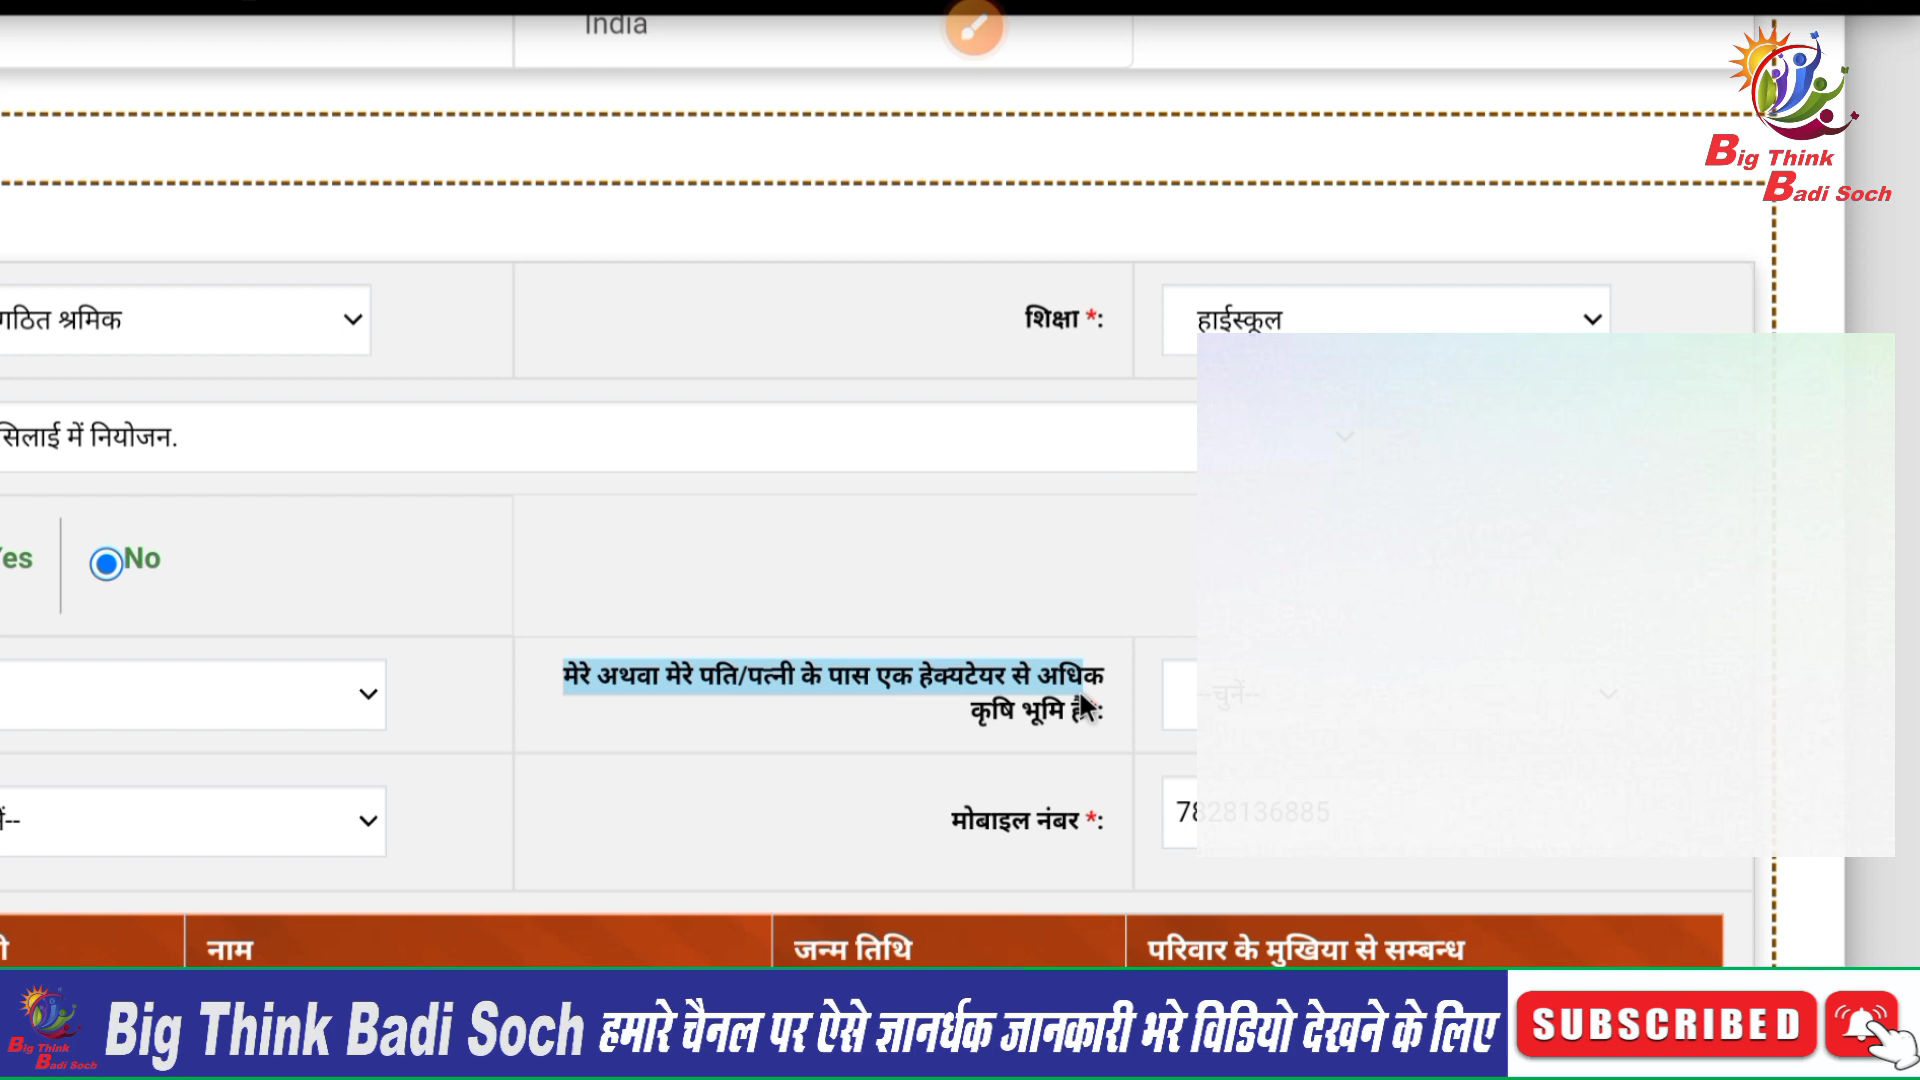 India
Big Think
Badi Soch
गठित श्रमिक
शिक्षा *:
हाईस्कूल
सिलाई में नियोजन.
Yes
No
मेरे अथवा मेरे पति/पत्नी के पास एक हेक्यटेयर से अधिक
कृषि भूमि है:
--चुनें--
मोबाइल नंबर *:
7828136885
नाम
जन्म तिथि
परिवार के मुखिया से सम्बन्ध
Big Think
Badi Soch
Big Think Badi Soch हमारे चैनल पर ऐसे ज्ञानर्धक जानकारी भरे विडियो देखने के लिए
SUBSCRIBED